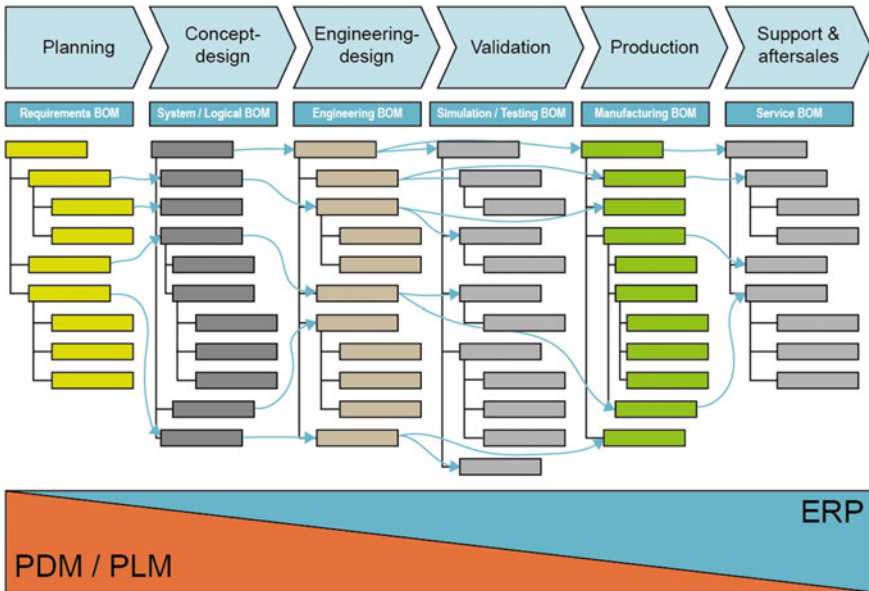 Planning
Concept-
design
Engineering-
design
Validation
Production
Support &
aftersales
Requirements BOM
System / Logical BOM
Engineering BOM
Simulation / Testing BOM
Manufacturing BOM
Service BOM
ERP
PDM / PLM